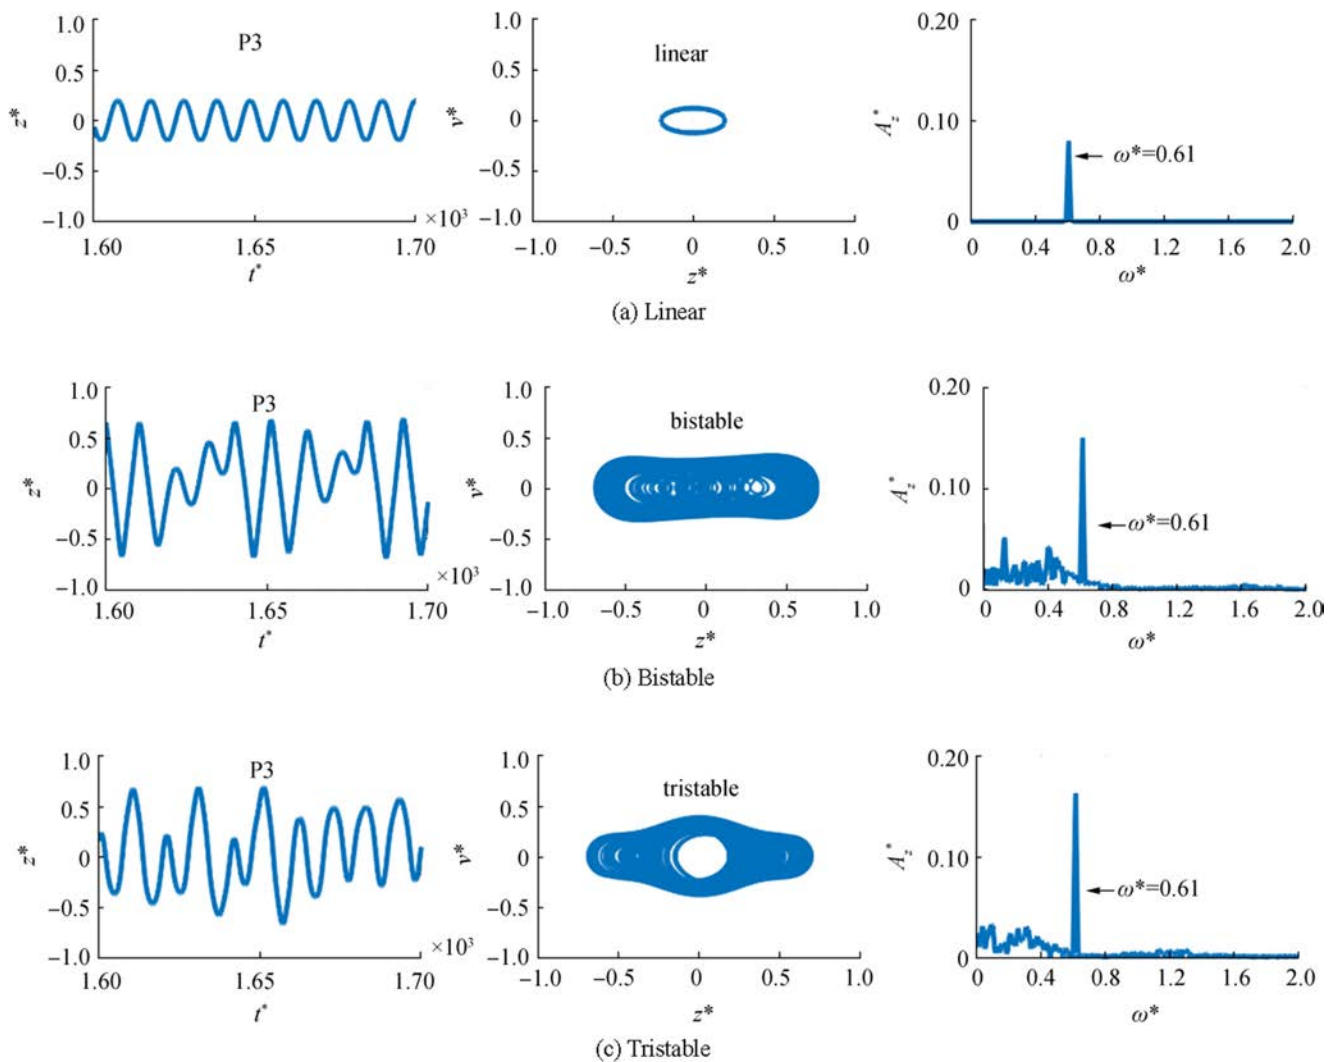 1.0
0.5
0
−0.5
−1.0
z*
P3
×10³
1.60
1.65
1.70
t*
1.0
0.5
0
−0.5
−1.0
v*
linear
−1.0
−0.5
0
0.5
1.0
z*
0.20
0.10
0
A_z*
ω*=0.61
0
0.4
0.8
1.2
1.6
2.0
ω*
(a) Linear
1.0
0.5
0
−0.5
−1.0
z*
P3
×10³
1.60
1.65
1.70
t*
1.0
0.5
0
−0.5
−1.0
v*
bistable
−1.0
−0.5
0
0.5
1.0
z*
0.20
0.10
0
A_z*
ω*=0.61
0
0.4
0.8
1.2
1.6
2.0
ω*
(b) Bistable
1.0
0.5
0
−0.5
−1.0
z*
P3
×10³
1.60
1.65
1.70
t*
1.0
0.5
0
−0.5
−1.0
v*
tristable
−1.0
−0.5
0
0.5
1.0
z*
0.20
0.10
0
A_z*
ω*=0.61
0
0.4
0.8
1.2
1.6
2.0
ω*
(c) Tristable